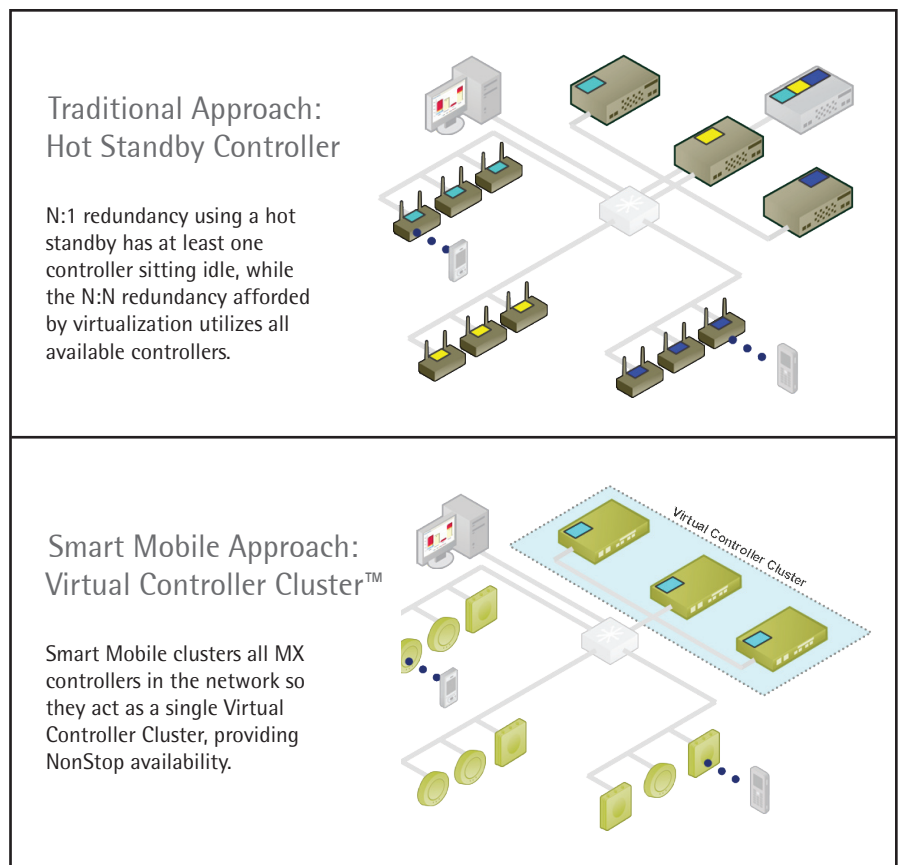 Traditional Approach:
Hot Standby Controller
N:1 redundancy using a hot
standby has at least one
controller sitting idle, while
the N:N redundancy afforded
by virtualization utilizes all
available controllers.
Smart Mobile Approach:
Virtual Controller Cluster™
Smart Mobile clusters all MX
controllers in the network so
they act as a single Virtual
Controller Cluster, providing
NonStop availability.
Virtual Controller Cluster